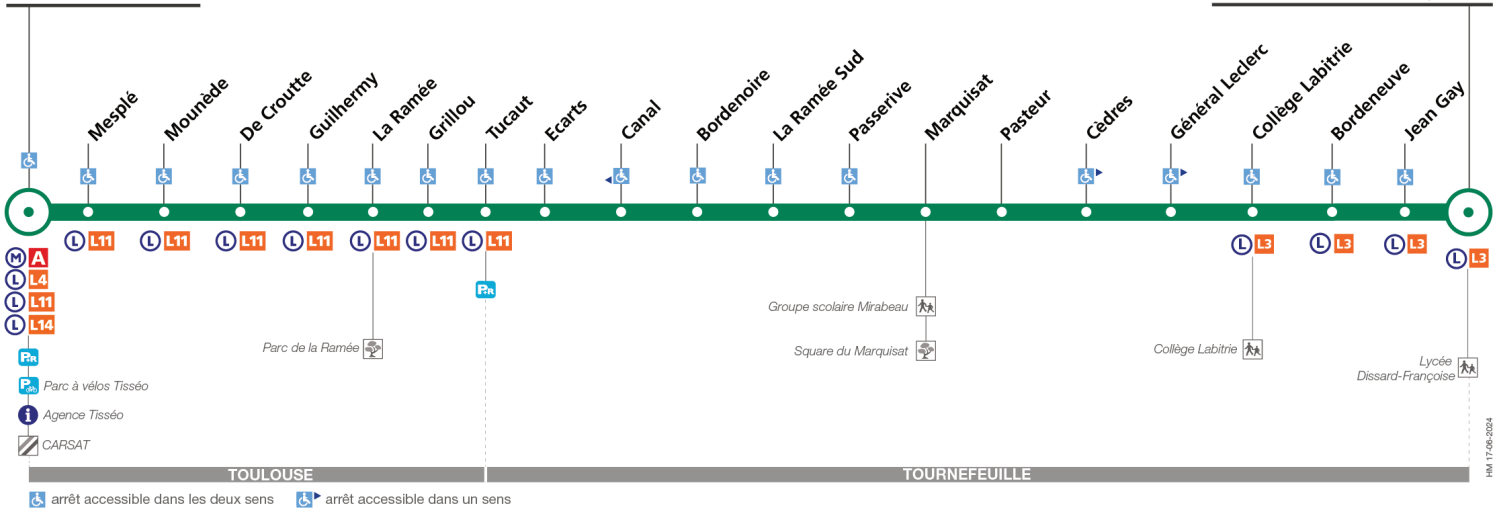 Mesplé
Mounède
De Croutte
Guilhermy
La Ramée
Grillou
Tucaut
Ecarts
Canal
Bordenoire
La Ramée Sud
Passerive
Marquisat
Pasteur
Cèdres
Général Leclerc
Collège Labitrie
Bordeneuve
Jean Gay
L L11
L L11
L L11
L L11
L L11
L L11
L L11
L L3
L L3
L L3
L L3
M A
L L4
L L11
L L14
P+R
P+R
Parc à vélos Tisséo
P
i Agence Tisséo
CARSAT
Parc de la Ramée
Groupe scolaire Mirabeau
Square du Marquisat
Collège Labitrie
Lycée
Dissard-Françoise
TOULOUSE
TOURNEFEUILLE
arrêt accessible dans les deux sens
arrêt accessible dans un sens
HM 17-06-2024